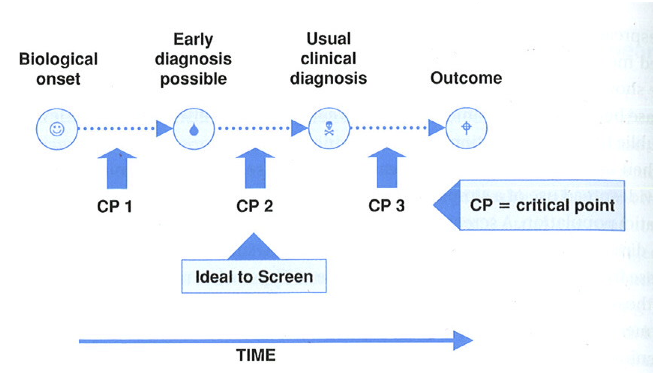 Biological
onset
Early
diagnosis
possible
Usual
clinical
diagnosis
Outcome
CP 1
CP 2
CP 3
CP = critical point
Ideal to Screen
TIME